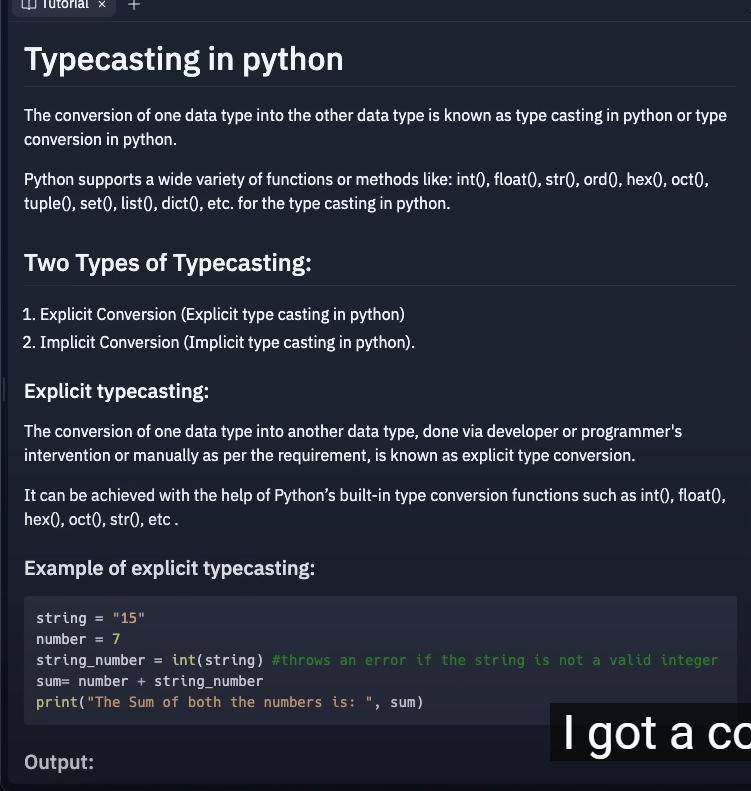 Tutorial × +
Typecasting in python
The conversion of one data type into the other data type is known as type casting in python or type
conversion in python.
Python supports a wide variety of functions or methods like: int(), float(), str(), ord(), hex(), oct(),
tuple(), set(), list(), dict(), etc. for the type casting in python.
Two Types of Typecasting:
1. Explicit Conversion (Explicit type casting in python)
2. Implicit Conversion (Implicit type casting in python).
Explicit typecasting:
The conversion of one data type into another data type, done via developer or programmer's
intervention or manually as per the requirement, is known as explicit type conversion.
It can be achieved with the help of Python’s built-in type conversion functions such as int(), float(),
hex(), oct(), str(), etc .
Example of explicit typecasting:
string = "15"
number = 7
string_number = int(string) #throws an error if the string is not a valid integer
sum= number + string_number
print("The Sum of both the numbers is: ", sum)
I got a
Output: